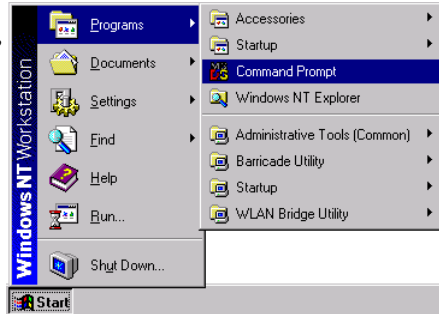 Windows NT Workstation
Programs
Documents
Settings
Find
Help
Run...
Shut Down...
Start
Accessories
Startup
Command Prompt
Windows NT Explorer
Administrative Tools (Common)
Barricade Utility
Startup
WLAN Bridge Utility